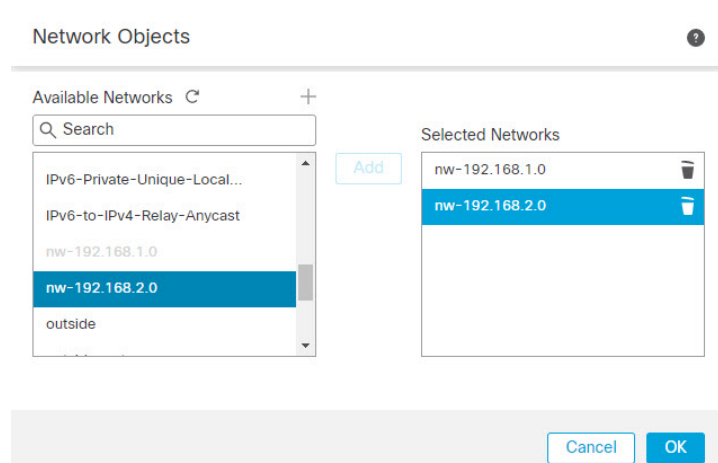 Network Objects
?
Available Networks
+
Search
IPv6-Private-Unique-Local...
IPv6-to-IPv4-Relay-Anycast
nw-192.168.1.0
nw-192.168.2.0
outside
Add
Selected Networks
nw-192.168.1.0
nw-192.168.2.0
Cancel
OK